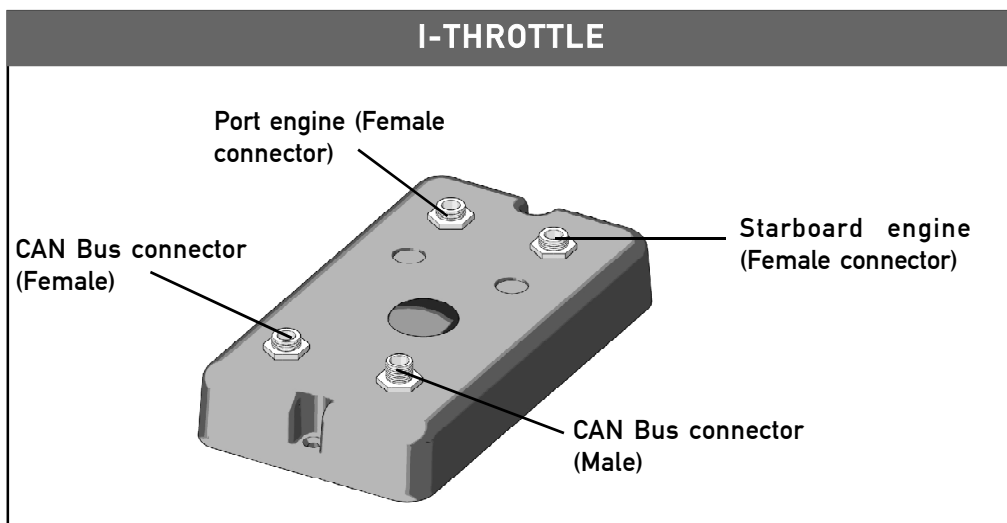 I-THROTTLE
Port engine (Female
connector)
Starboard engine
(Female connector)
CAN Bus connector
(Female)
CAN Bus connector
(Male)